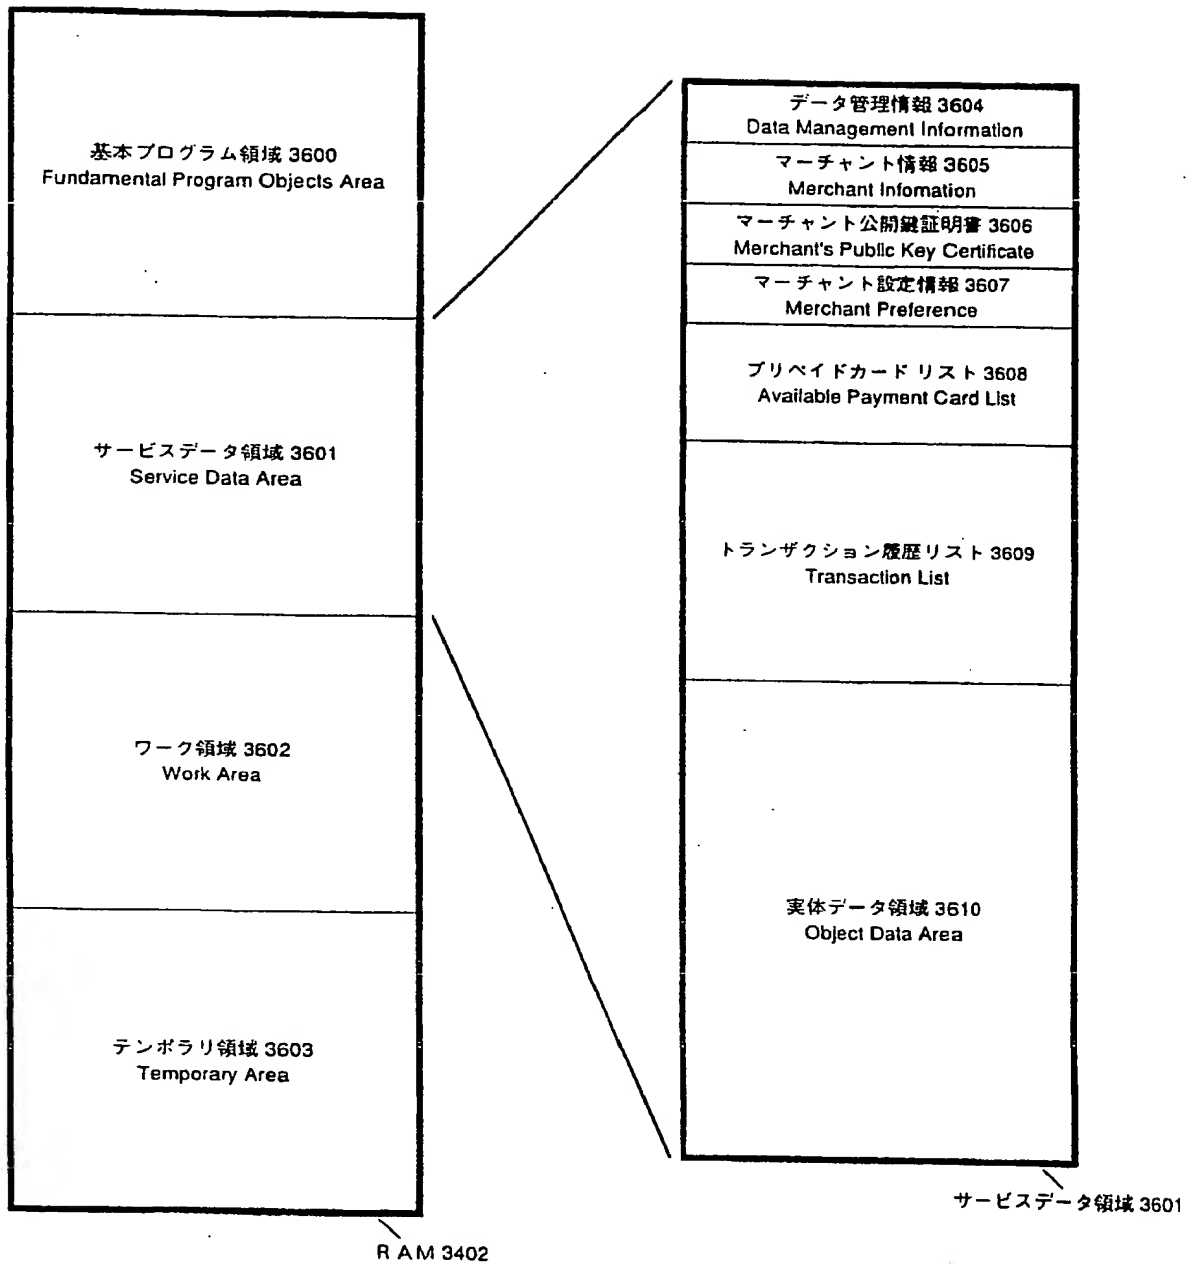 基本プログラム領域 3600
Fundamental Program Objects Area
サービスデータ領域 3601
Service Data Area
ワーク領域 3602
Work Area
テンポラリ領域 3603
Temporary Area
RAM 3402
データ管理情報 3604
Data Management Information
マーチャント情報 3605
Merchant Infomation
マーチャント公開鍵証明書 3606
Merchant's Public Key Certificate
マーチャント設定情報 3607
Merchant Preference
プリペイドカード リスト 3608
Available Payment Card List
トランザクション履歴リスト 3609
Transaction List
実体データ領域 3610
Object Data Area
サービスデータ領域 3601